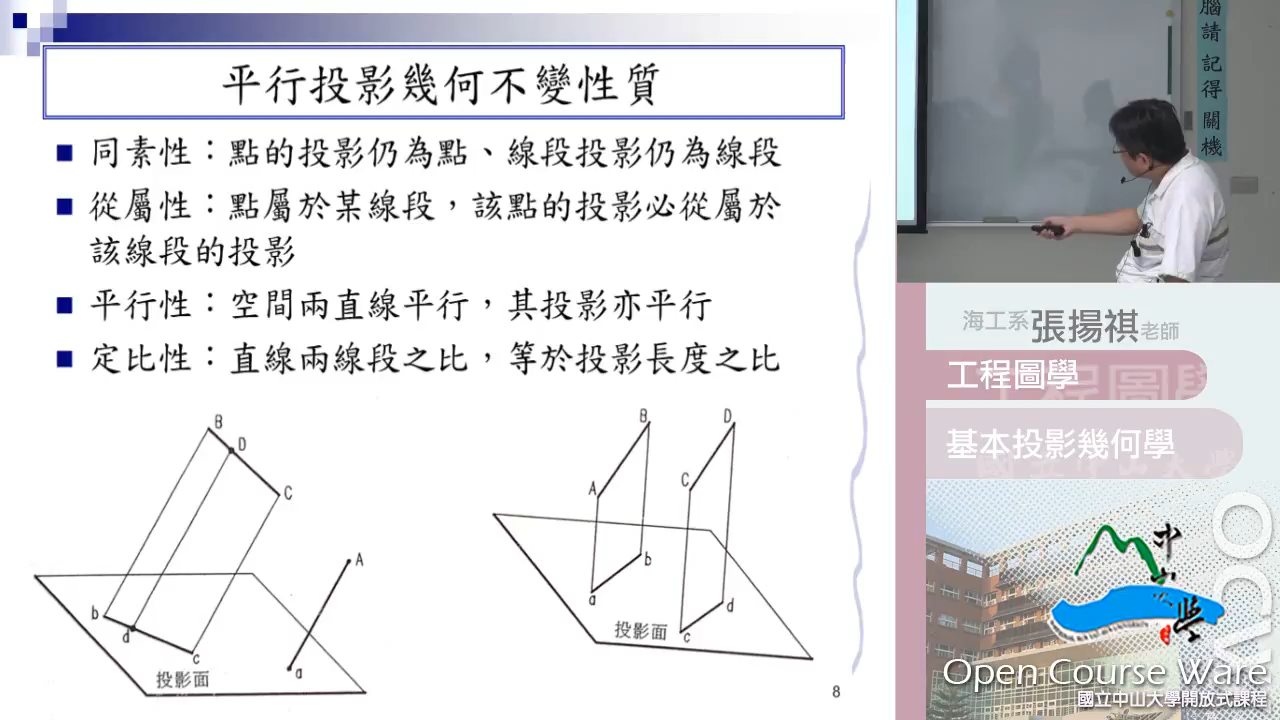 平行投影幾何不變性質
同素性：點的投影仍為點、線段投影仍為線段
從屬性：點屬於某線段，該點的投影必從屬於
該線段的投影
平行性：空間兩直線平行，其投影亦平行
定比性：直線兩線段之比，等於投影長度之比
B
D
C
A
b
d
c
a
投影面
B
D
A
C
b
a
d
c
投影面
8
腦請記得關機
海工系張揚祺老師
工程圖學
基本投影幾何學
中山大學
OCW
Open Course Ware
國立中山大學開放式課程